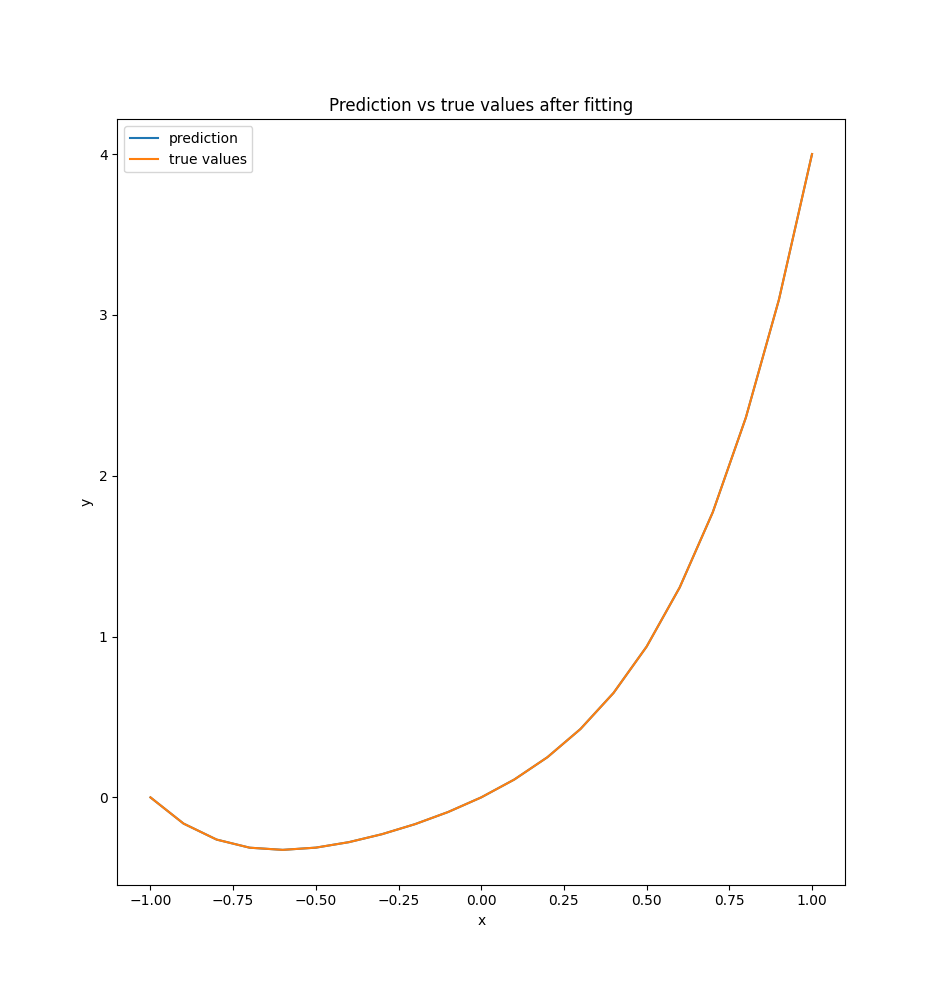 Prediction vs true values after fitting
prediction
true values
4
3
2
1
0
y
−1.00 −0.75 −0.50 −0.25 0.00 0.25 0.50 0.75 1.00
x